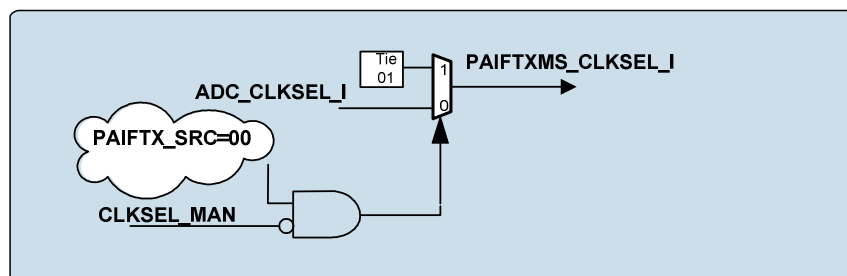 Tie
01
PAIFTXMS_CLKSEL_I
1
ADC_CLKSEL_I
0
PAIFTX_SRC=00
CLKSEL_MAN